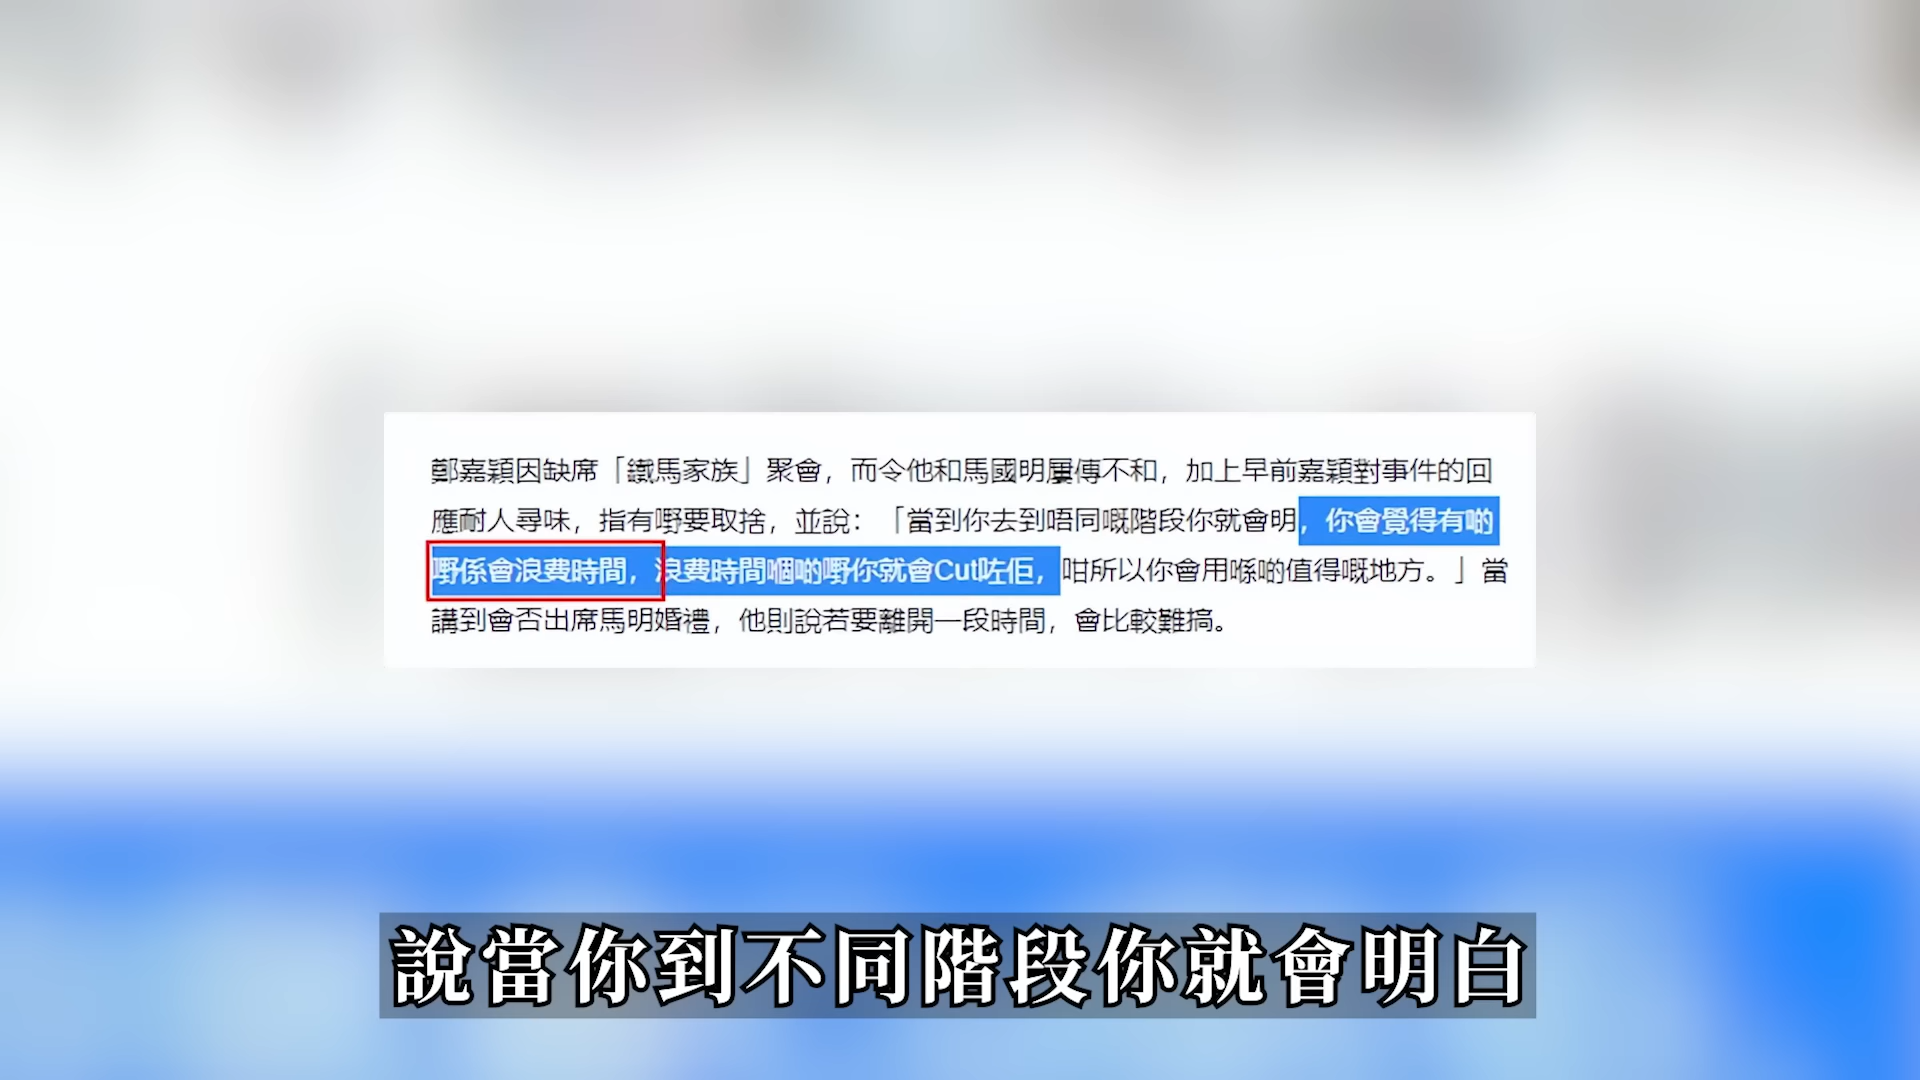 鄭嘉穎因缺席「鐵馬家族」聚會，而令他和馬國明屢傳不和，加上早前嘉穎對事件的回
應耐人尋味，指有嘢要取捨，並說：「當到你去到唔同嘅階段你就會明，你會覺得有啲
嘢係會浪費時間，浪費時間嗰啲嘢你就會Cut咗佢，咁所以你會用喺啲值得嘅地方。」當
講到會否出席馬明婚禮，他則說若要離開一段時間，會比較難搞。
說當你到不同階段你就會明白